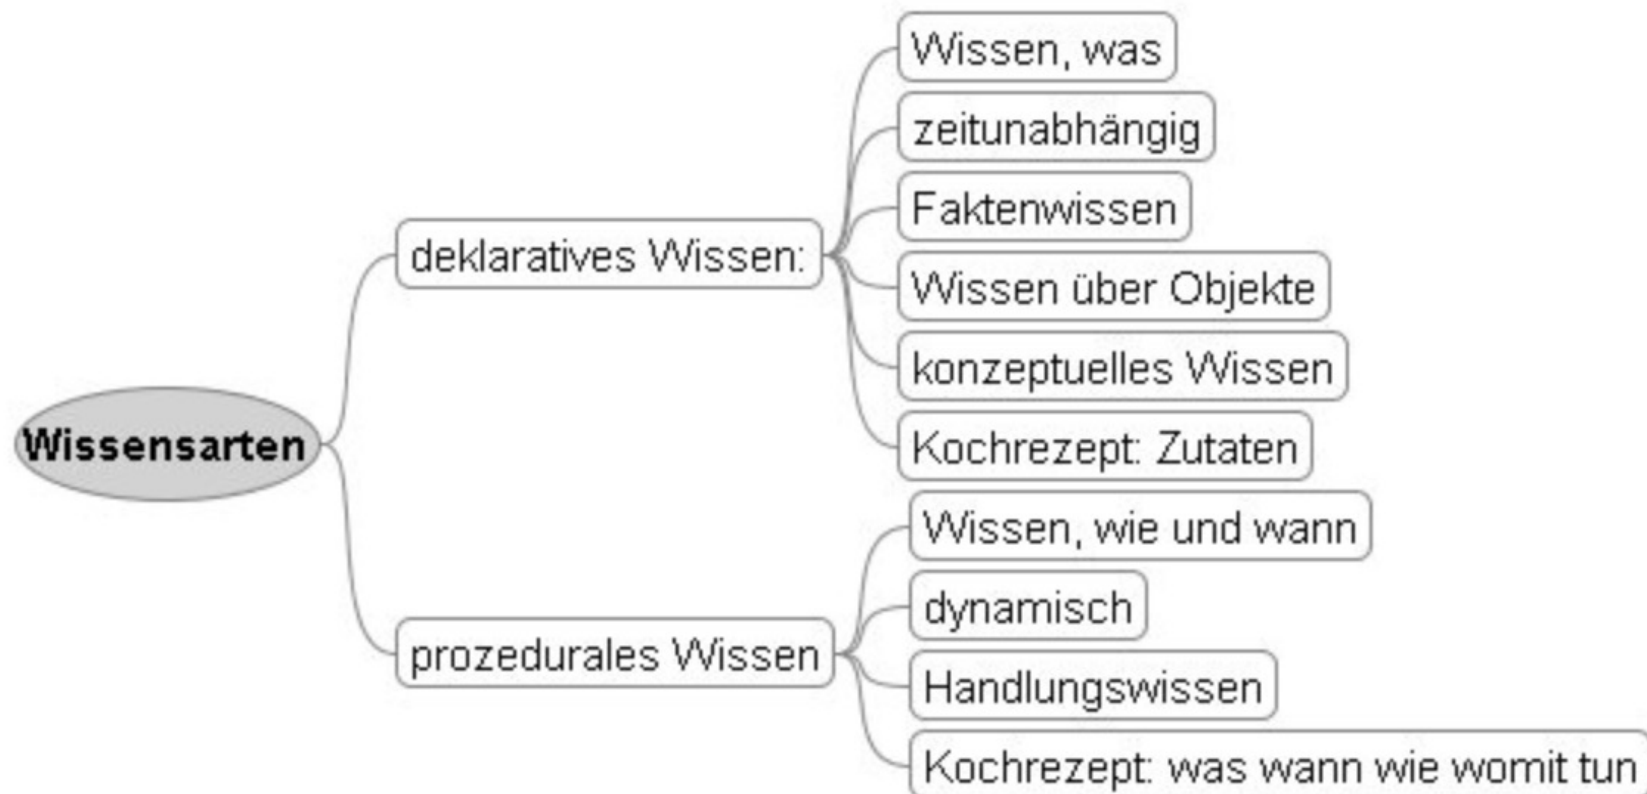 Wissensarten
deklaratives Wissen:
Wissen, was
zeitunabhängig
Faktenwissen
Wissen über Objekte
konzeptuelles Wissen
Kochrezept: Zutaten
prozedurales Wissen
Wissen, wie und wann
dynamisch
Handlungswissen
Kochrezept: was wann wie womit tun